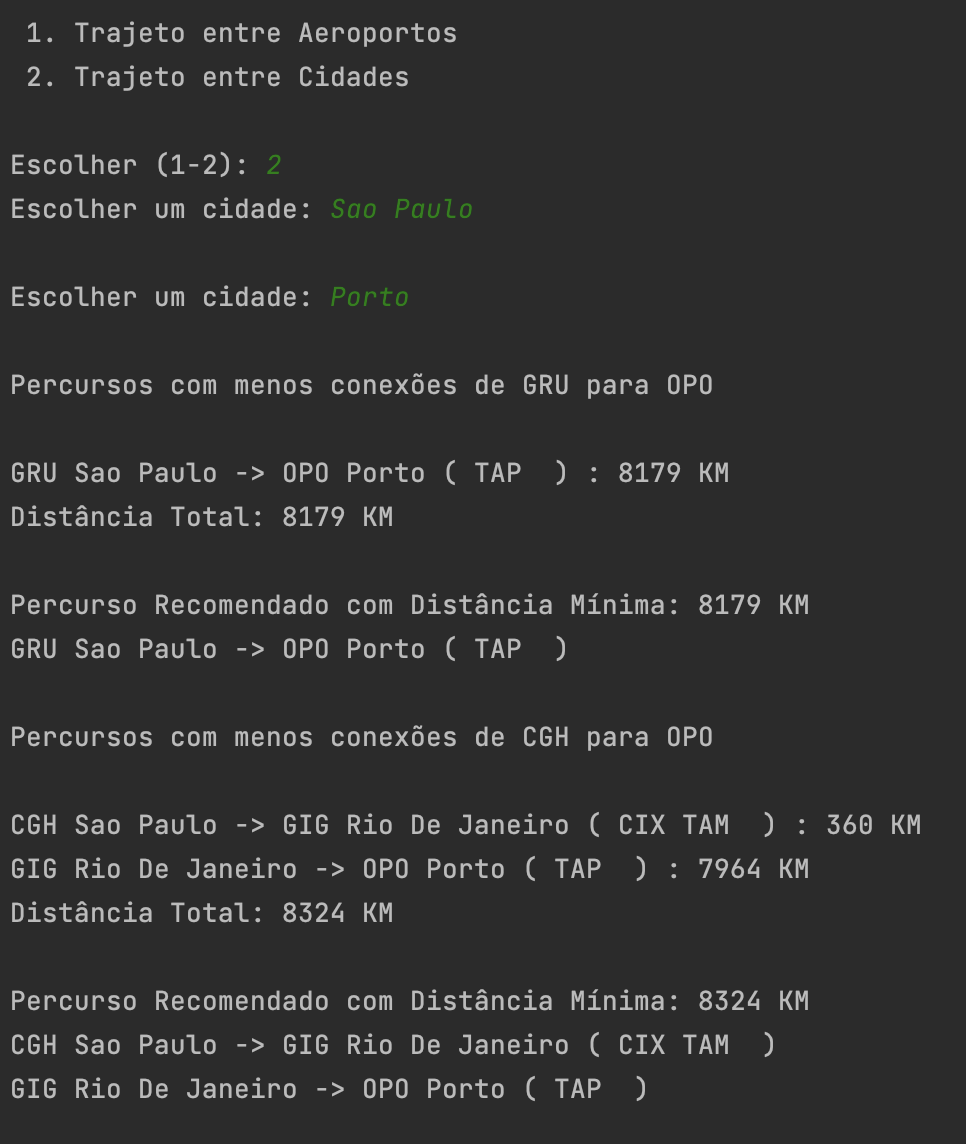 1. Trajeto entre Aeroportos
2. Trajeto entre Cidades
Escolher (1-2): 2
Escolher um cidade: Sao Paulo
Escolher um cidade: Porto
Percursos com menos conexões de GRU para OPO
GRU Sao Paulo -> OPO Porto ( TAP  ) : 8179 KM
Distância Total: 8179 KM
Percurso Recomendado com Distância Mínima: 8179 KM
GRU Sao Paulo -> OPO Porto ( TAP  )
Percursos com menos conexões de CGH para OPO
CGH Sao Paulo -> GIG Rio De Janeiro ( CIX TAM  ) : 360 KM
GIG Rio De Janeiro -> OPO Porto ( TAP  ) : 7964 KM
Distância Total: 8324 KM
Percurso Recomendado com Distância Mínima: 8324 KM
CGH Sao Paulo -> GIG Rio De Janeiro ( CIX TAM  )
GIG Rio De Janeiro -> OPO Porto ( TAP  )